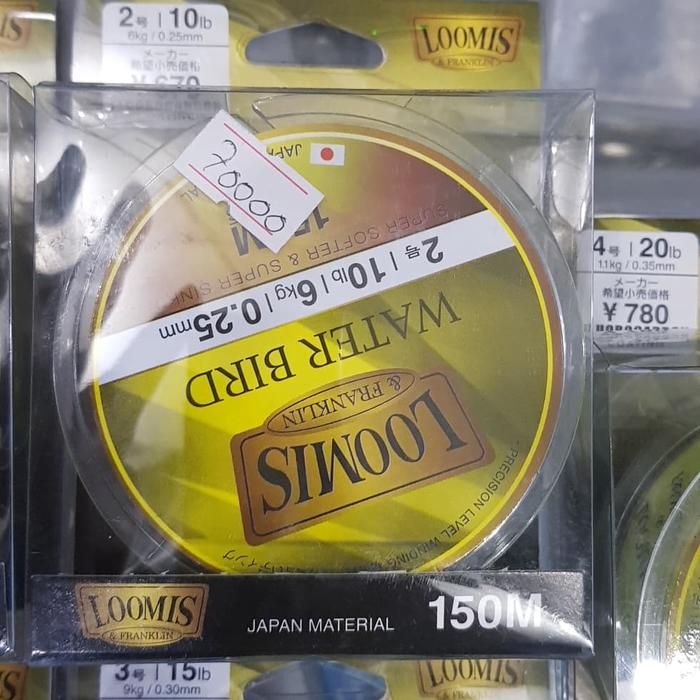 2号 | 10lb
6kg / 0.25mm
メーカー
希望小売価格
LOOMIS
& FRANKLIN
70000
JAPA
150M
SUPER SOFTER & SUPER SINK
2号 | 10lb | 6kg | 0.25mm
WATER BIRD
LOOMIS
& FRANKLIN
PRECISION LEVEL WINDING
LOOMIS
& FRANKLIN
JAPAN MATERIAL
150M
4号 | 20lb
11kg / 0.35mm
メーカー
希望小売価格
¥ 780
3号 | 15lb
9kg / 0.30mm
LOOMIS
& FRANKLIN